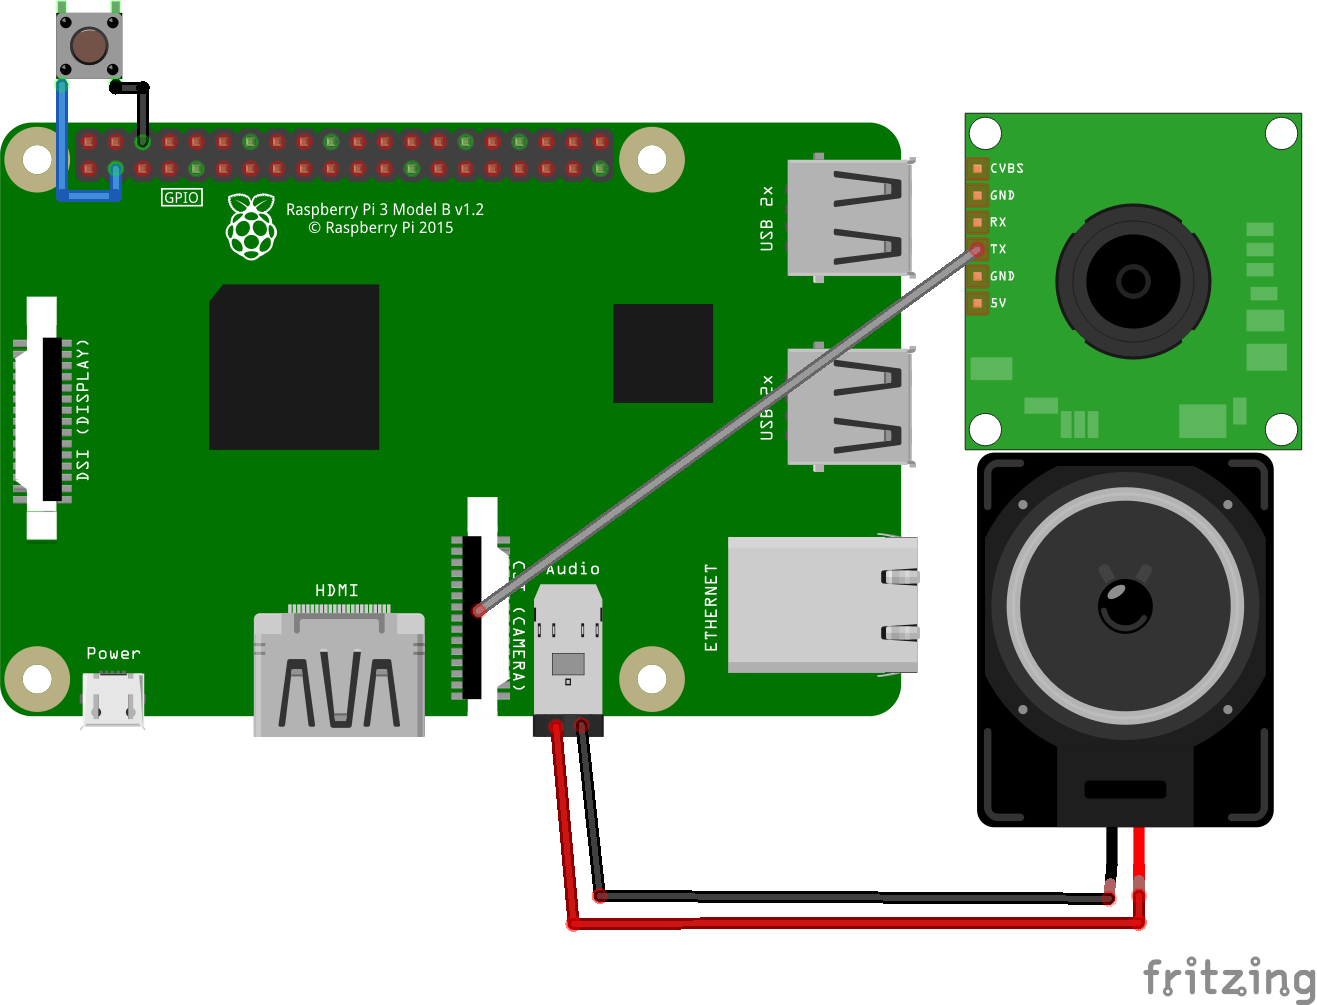 GPIO
Raspberry Pi 3 Model B v1.2
© Raspberry Pi 2015
USB 2x
CVBS
GND
RX
TX
GND
5V
DSI (DISPLAY)
USB 2x
HDMI
(CAMERA)
Audio
ETHERNET
Power
fritzing